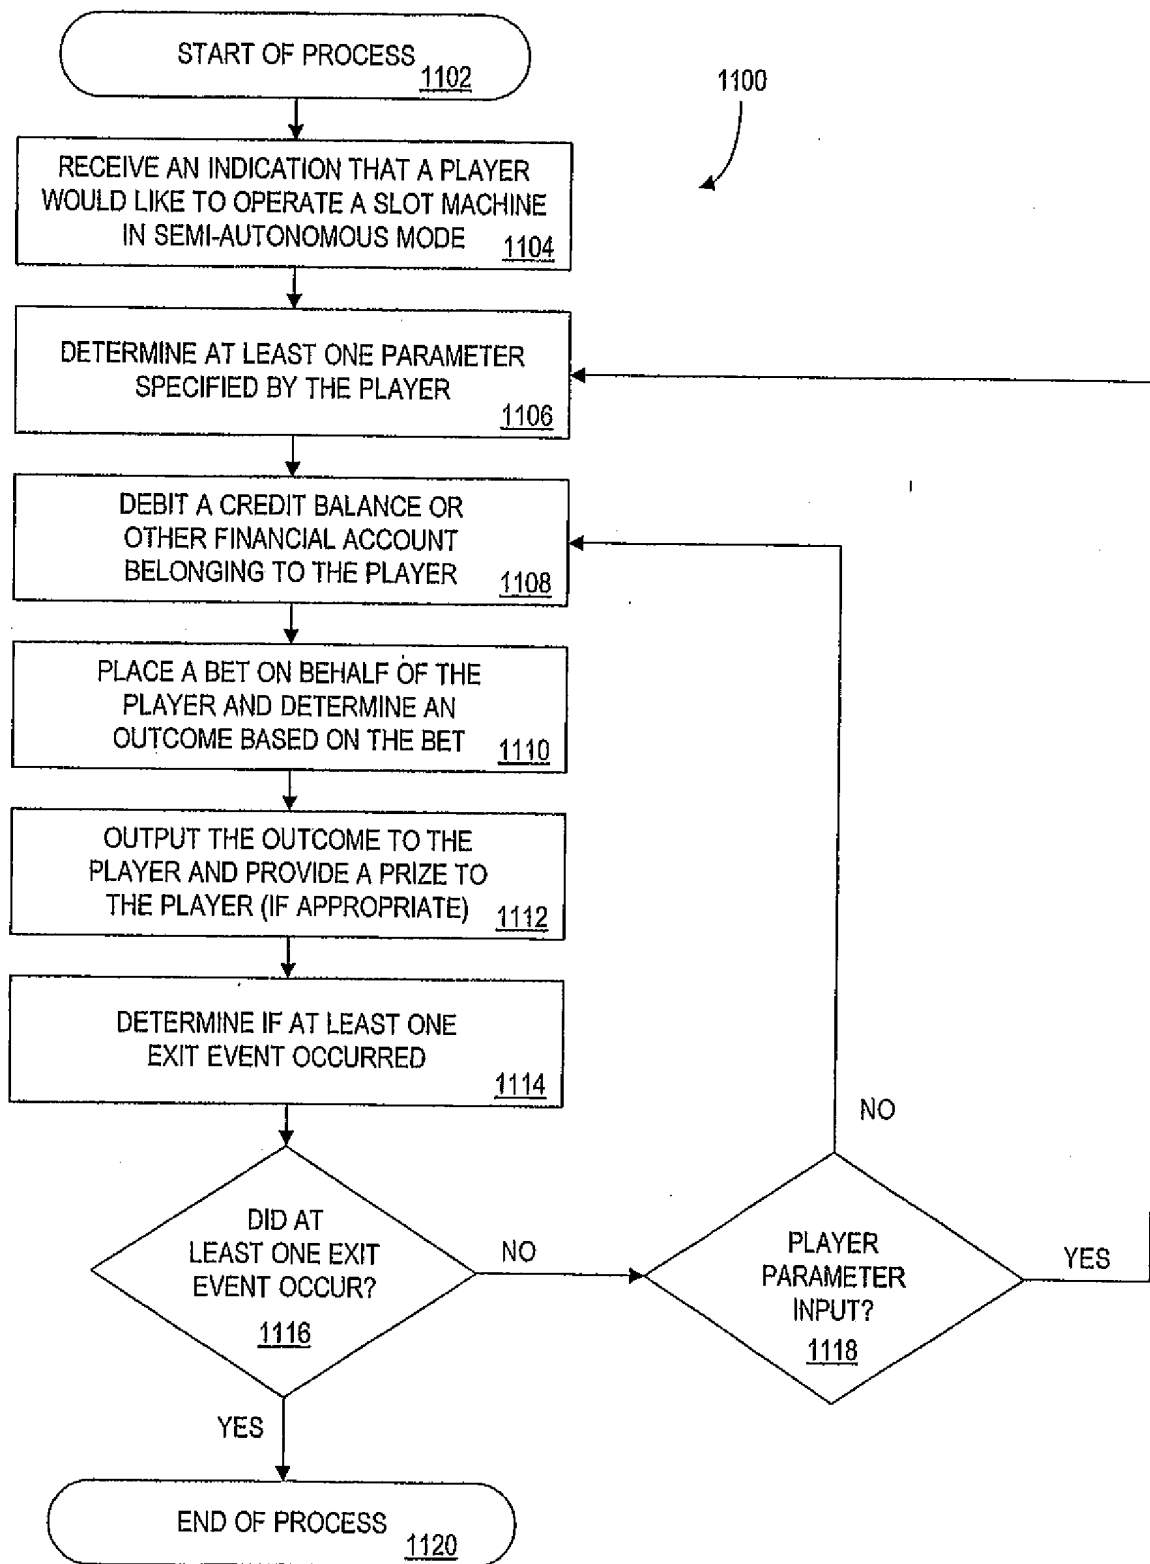 START OF PROCESS
1102
1100
RECEIVE AN INDICATION THAT A PLAYER
WOULD LIKE TO OPERATE A SLOT MACHINE
IN SEMI-AUTONOMOUS MODE
1104
DETERMINE AT LEAST ONE PARAMETER
SPECIFIED BY THE PLAYER
1106
DEBIT A CREDIT BALANCE OR
OTHER FINANCIAL ACCOUNT
BELONGING TO THE PLAYER
1108
PLACE A BET ON BEHALF OF THE
PLAYER AND DETERMINE AN
OUTCOME BASED ON THE BET
1110
OUTPUT THE OUTCOME TO THE
PLAYER AND PROVIDE A PRIZE TO
THE PLAYER (IF APPROPRIATE)
1112
DETERMINE IF AT LEAST ONE
EXIT EVENT OCCURRED
1114
DID AT
LEAST ONE EXIT
EVENT OCCUR?
1116
NO
PLAYER
PARAMETER
INPUT?
1118
NO
YES
YES
END OF PROCESS
1120